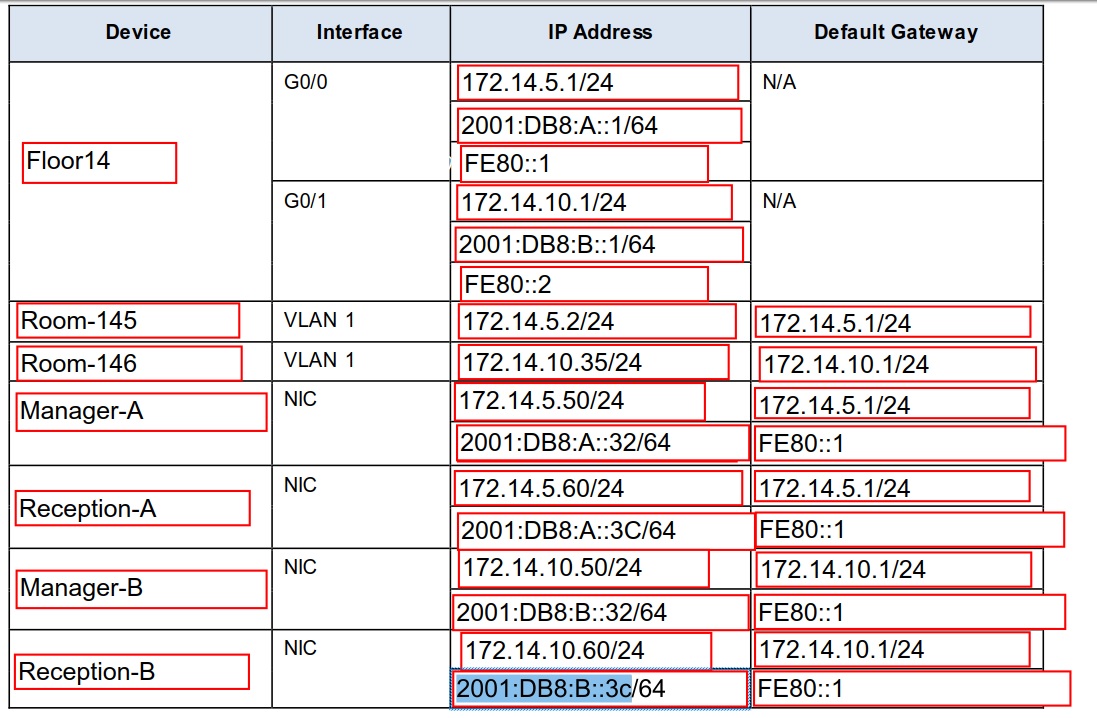 Device Interface IP Address Default Gateway
Floor14 G0/0 172.14.5.1/24 N/A
2001:DB8:A::1/64
FE80::1
G0/1 172.14.10.1/24 N/A
2001:DB8:B::1/64
FE80::2
Room-145 VLAN 1 172.14.5.2/24 172.14.5.1/24
Room-146 VLAN 1 172.14.10.35/24 172.14.10.1/24
Manager-A NIC 172.14.5.50/24 172.14.5.1/24
2001:DB8:A::32/64 FE80::1
Reception-A NIC 172.14.5.60/24 172.14.5.1/24
2001:DB8:A::3C/64 FE80::1
Manager-B NIC 172.14.10.50/24 172.14.10.1/24
2001:DB8:B::32/64 FE80::1
Reception-B NIC 172.14.10.60/24 172.14.10.1/24
2001:DB8:B::3c/64 FE80::1